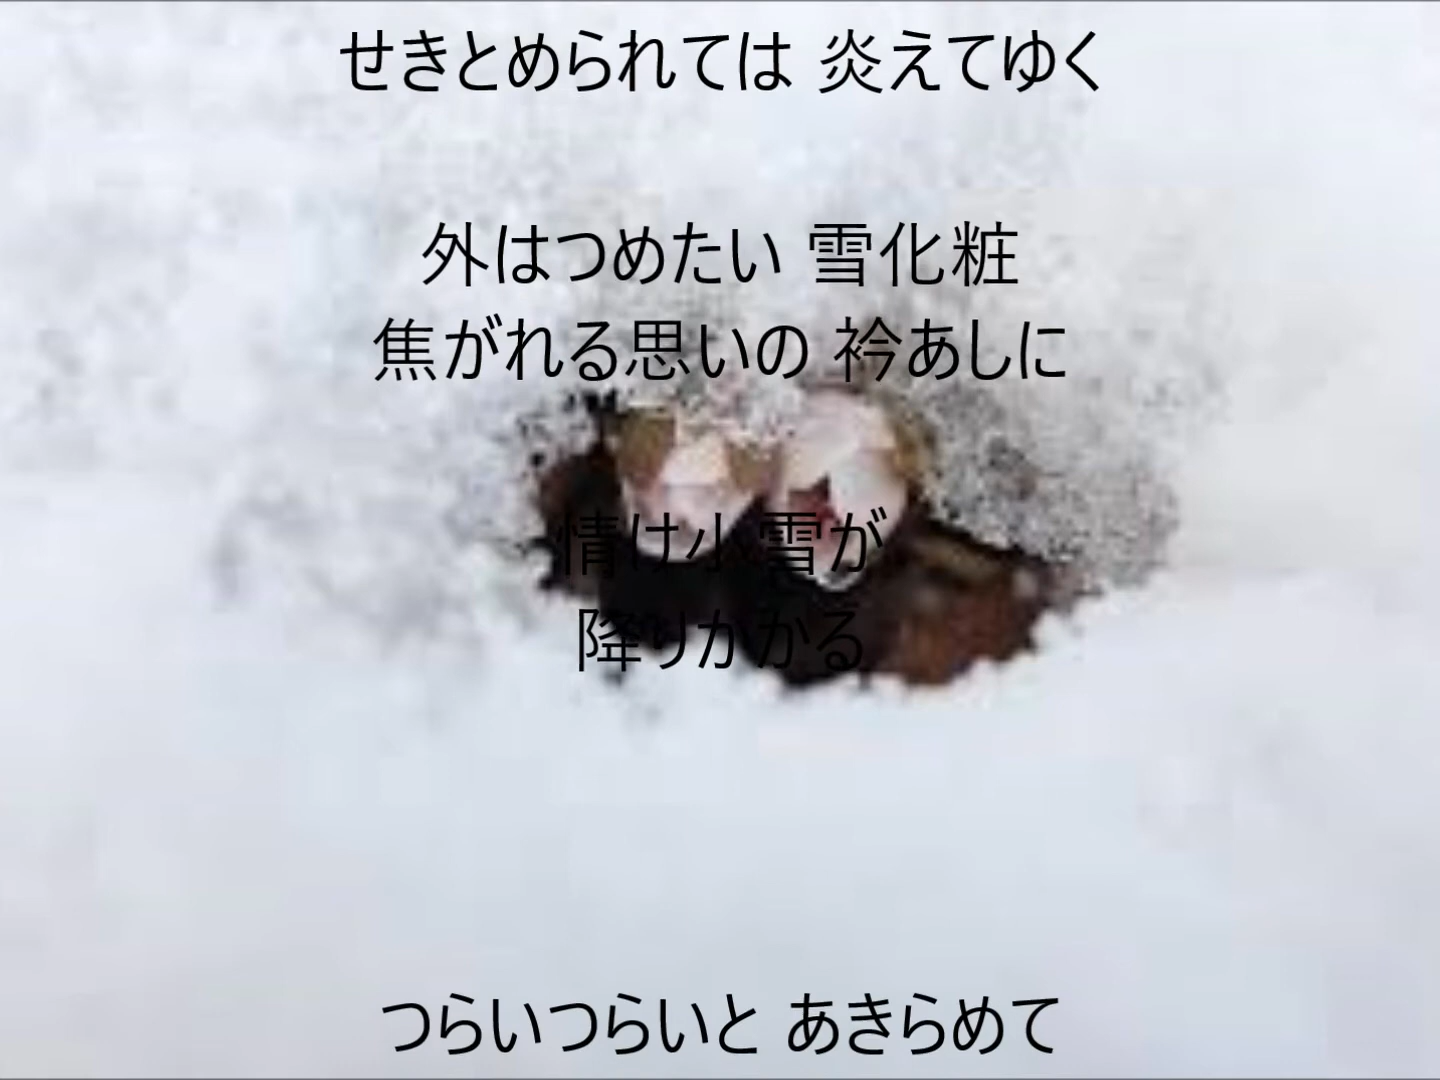 せきとめられては 炎えてゆく
外はつめたい 雪化粧
焦がれる思いの 衿あしに
情け小雪が
降りかかる
つらいつらいと あきらめて